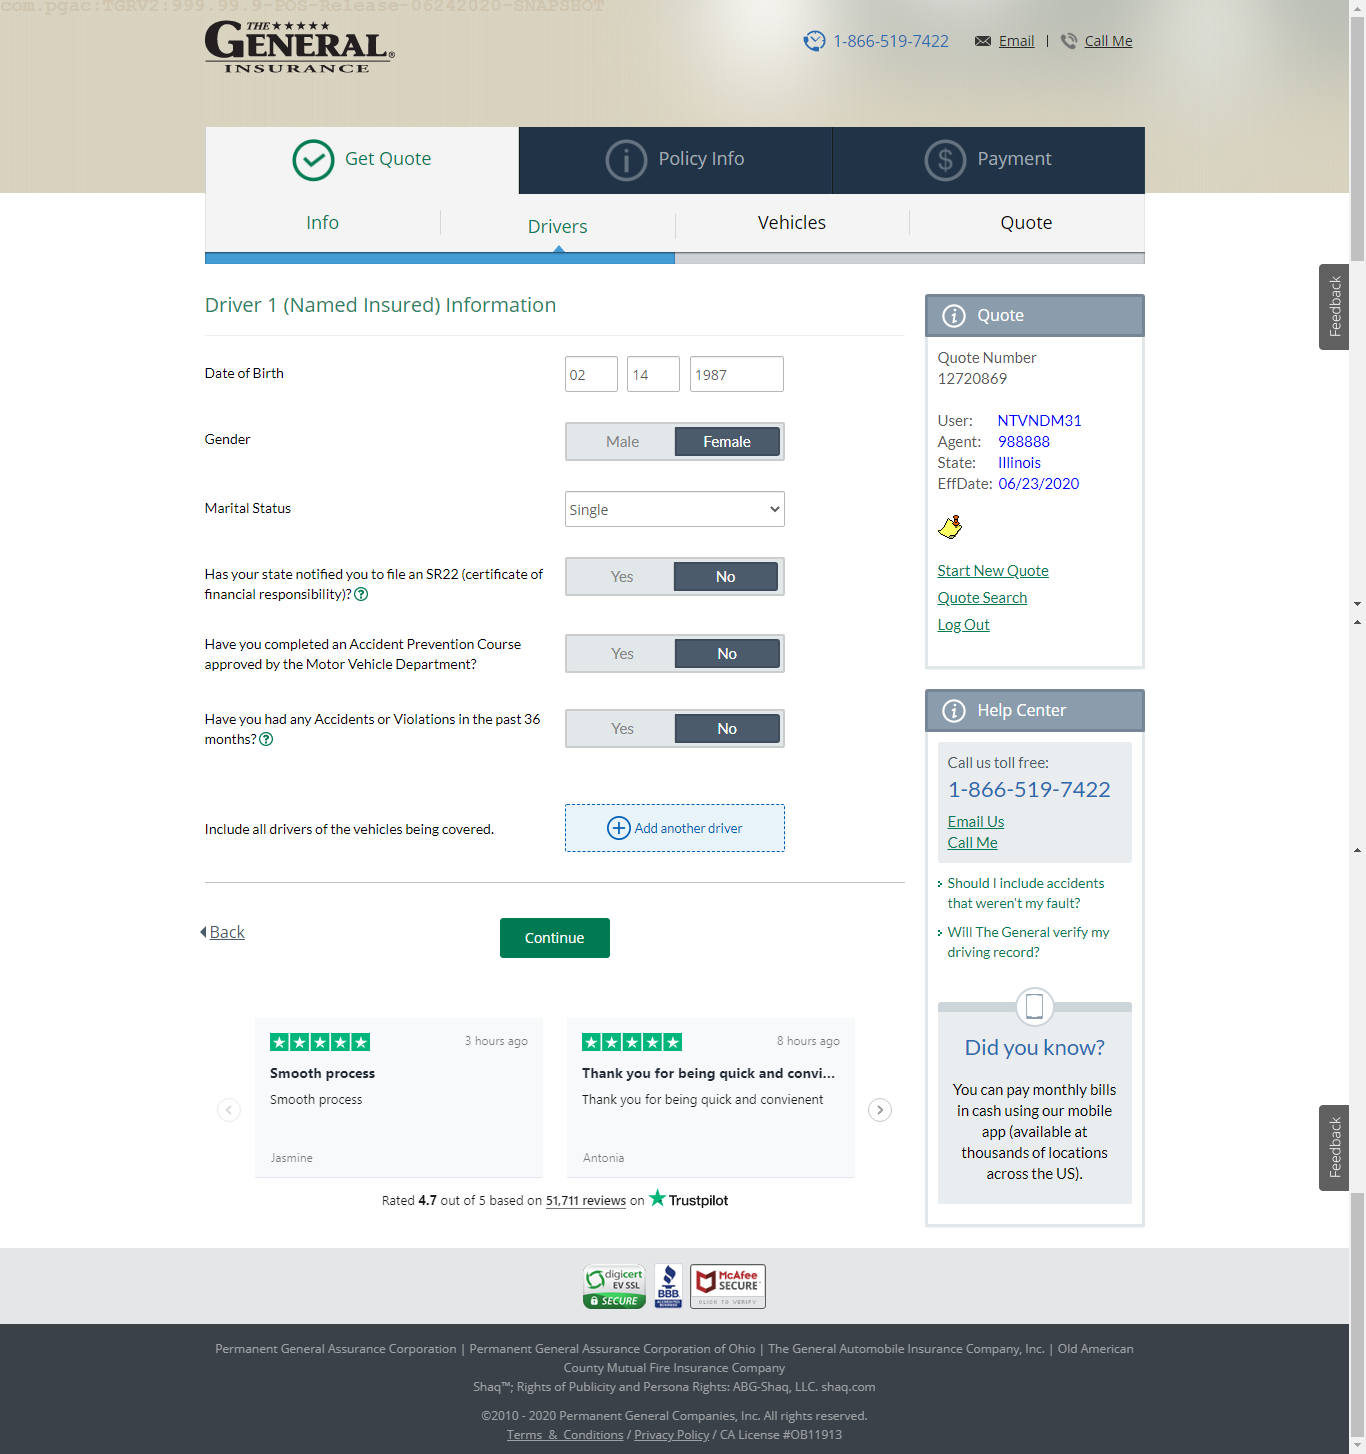 com.pgac:TGRV2:999.99.9-POS-Release-06242020-SNAPSHOT
THE
GENERAL
INSURANCE
1-866-519-7422
Email | Call Me
Get Quote
Policy Info
Payment
Info
Drivers
Vehicles
Quote
Driver 1 (Named Insured) Information
Date of Birth
02 14 1987
Gender
Male Female
Marital Status
Single
Has your state notified you to file an SR22 (certificate of
financial responsibility)?
Yes No
Have you completed an Accident Prevention Course
approved by the Motor Vehicle Department?
Yes No
Have you had any Accidents or Violations in the past 36
months?
Yes No
Include all drivers of the vehicles being covered.
Add another driver
Back
Continue
3 hours ago
Smooth process
Smooth process
Jasmine
8 hours ago
Thank you for being quick and convi...
Thank you for being quick and convienent
Antonia
Rated 4.7 out of 5 based on 51,711 reviews on Trustpilot
Quote
Quote Number
12720869
User: NTVNDM31
Agent: 988888
State: Illinois
EffDate: 06/23/2020
Start New Quote
Quote Search
Log Out
Help Center
Call us toll free:
1-866-519-7422
Email Us
Call Me
Should I include accidents
that weren't my fault?
Will The General verify my
driving record?
Did you know?
You can pay monthly bills
in cash using our mobile
app (available at
thousands of locations
across the US).
Feedback
Feedback
digicert
EV SSL
SECURE
BBB
ACCREDITED
BUSINESS
McAfee
SECURE
CLICK TO VERIFY
Permanent General Assurance Corporation | Permanent General Assurance Corporation of Ohio | The General Automobile Insurance Company, Inc. | Old American
County Mutual Fire Insurance Company
Shaq™; Rights of Publicity and Persona Rights: ABG-Shaq, LLC. shaq.com
©2010 - 2020 Permanent General Companies, Inc. All rights reserved.
Terms & Conditions / Privacy Policy / CA License #OB11913